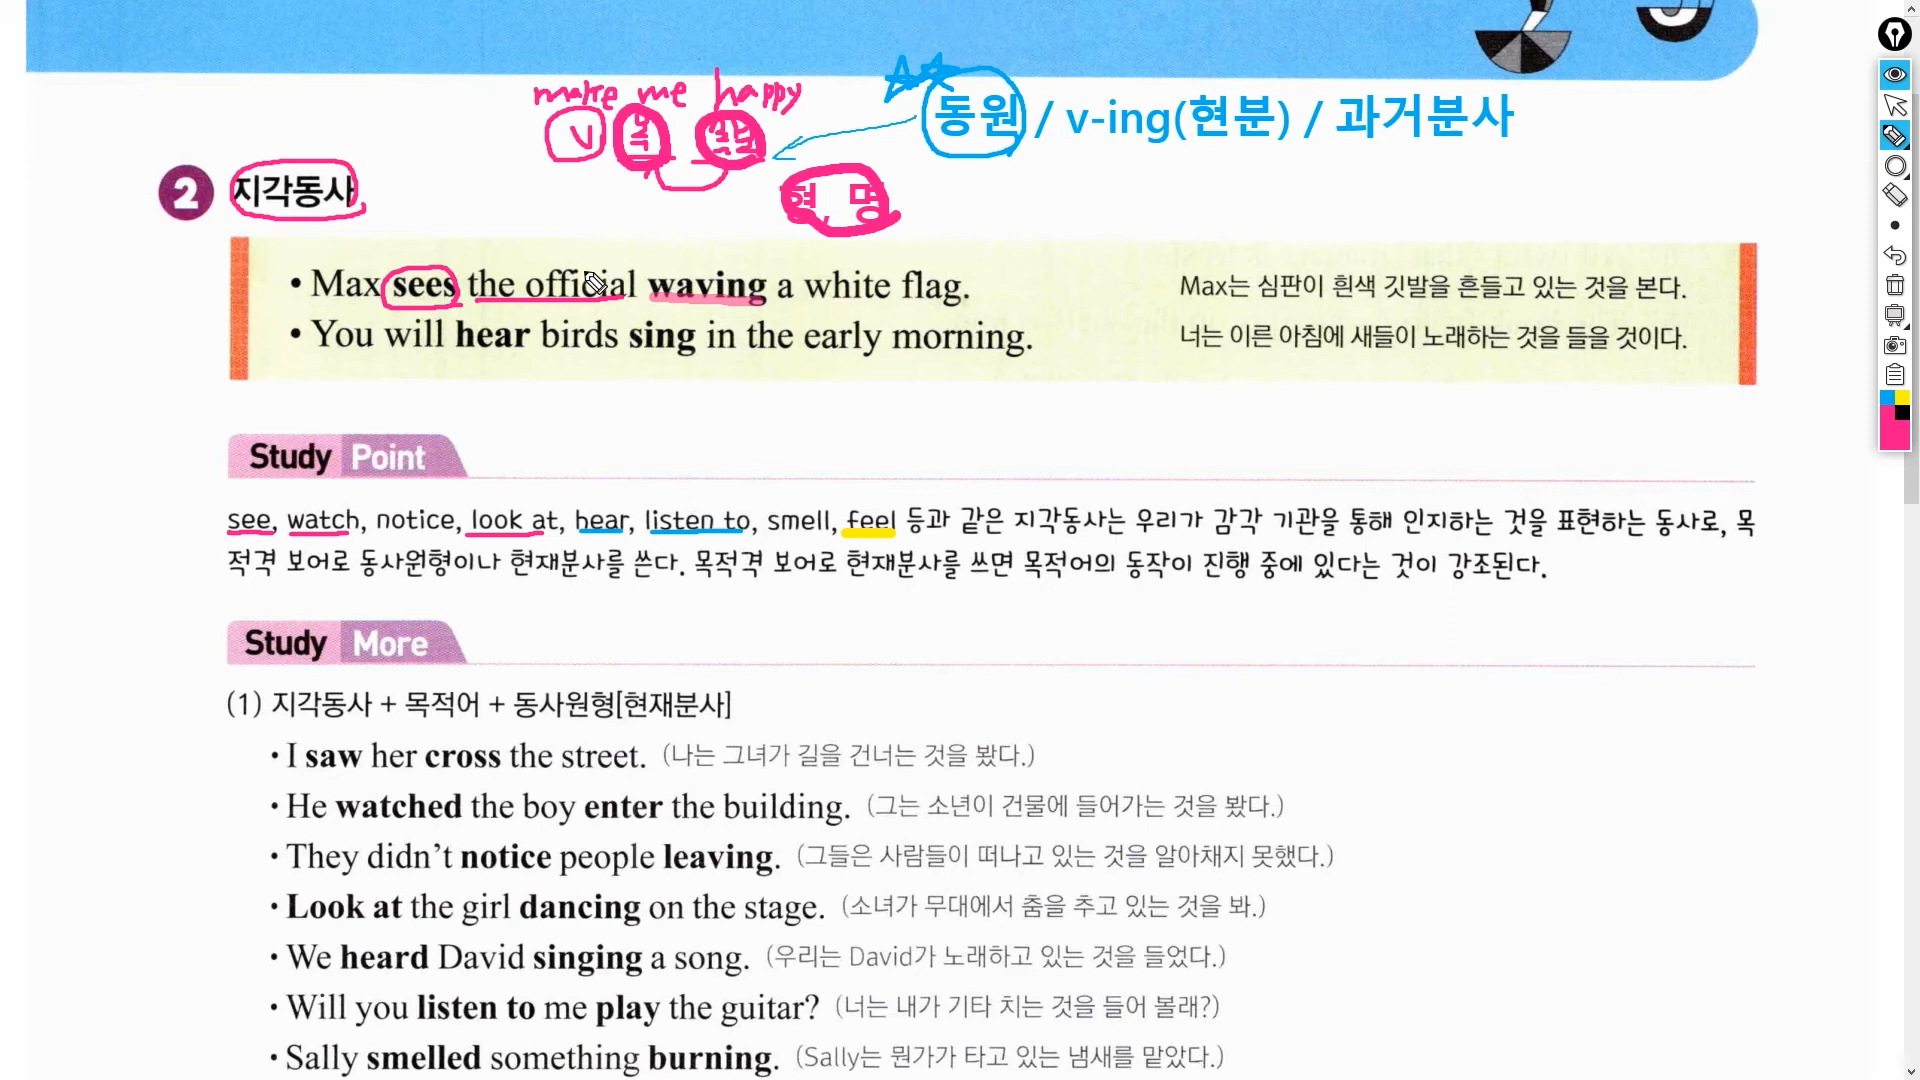 make me happy
동원 / v-ing(현분) / 과거분사
V 목
형, 명
2 지각동사
• Max sees the official waving a white flag. Max는 심판이 흰색 깃발을 흔들고 있는 것을 본다.
• You will hear birds sing in the early morning. 너는 이른 아침에 새들이 노래하는 것을 들을 것이다.
Study Point
see, watch, notice, look at, hear, listen to, smell, feel 등과 같은 지각동사는 우리가 감각 기관을 통해 인지하는 것을 표현하는 동사로, 목
적격 보어로 동사원형이나 현재분사를 쓴다. 목적격 보어로 현재분사를 쓰면 목적어의 동작이 진행 중에 있다는 것이 강조된다.
Study More
(1) 지각동사 + 목적어 + 동사원형[현재분사]
• I saw her cross the street. (나는 그녀가 길을 건너는 것을 봤다.)
• He watched the boy enter the building. (그는 소년이 건물에 들어가는 것을 봤다.)
• They didn’t notice people leaving. (그들은 사람들이 떠나고 있는 것을 알아채지 못했다.)
• Look at the girl dancing on the stage. (소녀가 무대에서 춤을 추고 있는 것을 봐.)
• We heard David singing a song. (우리는 David가 노래하고 있는 것을 들었다.)
• Will you listen to me play the guitar? (너는 내가 기타 치는 것을 들어 볼래?)
• Sally smelled something burning. (Sally는 뭔가가 타고 있는 냄새를 맡았다.)